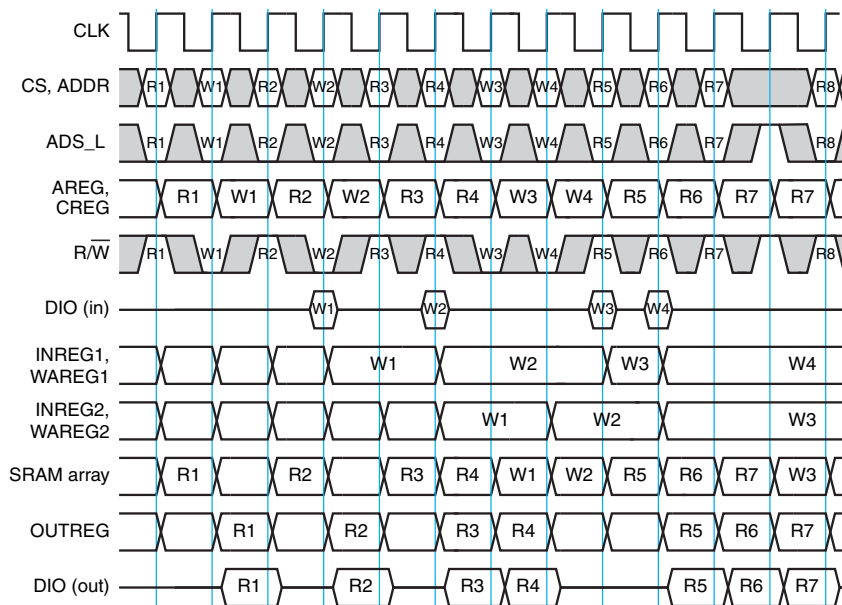 CLK
CS, ADDR R1 W1 R2 W2 R3 R4 W3 W4 R5 R6 R7 R8
ADS_L R1 W1 R2 W2 R3 R4 W3 W4 R5 R6 R7 R8
AREG,
CREG
R1 W1 R2 W2 R3 R4 W3 W4 R5 R6 R7 R7
R/W R1 W1 R2 W2 R3 R4 W3 W4 R5 R6 R7 R8
DIO (in) W1 W2 W3 W4
INREG1,
WAREG1
W1 W2 W3 W4
INREG2,
WAREG2
W1 W2 W3
SRAM array R1 R2 R3 R4 W1 W2 R5 R6 R7 W3
OUTREG R1 R2 R3 R4 R5 R6 R7
DIO (out) R1 R2 R3 R4 R5 R6 R7